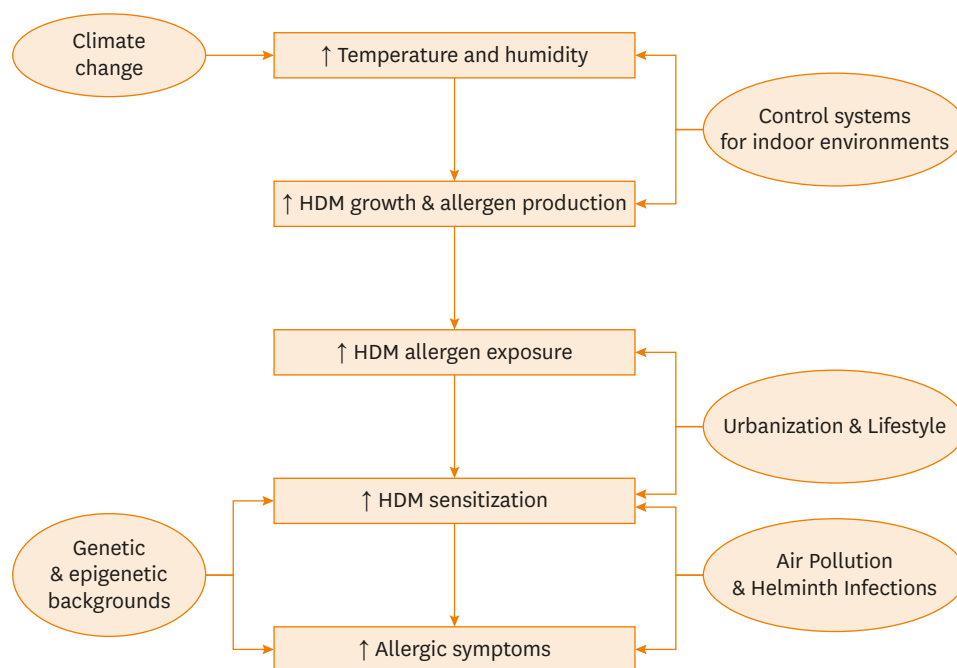 Climate
change
↑ Temperature and humidity
Control systems
for indoor environments
↑ HDM growth & allergen production
↑ HDM allergen exposure
Urbanization & Lifestyle
↑ HDM sensitization
Genetic
& epigenetic
backgrounds
Air Pollution
& Helminth Infections
↑ Allergic symptoms